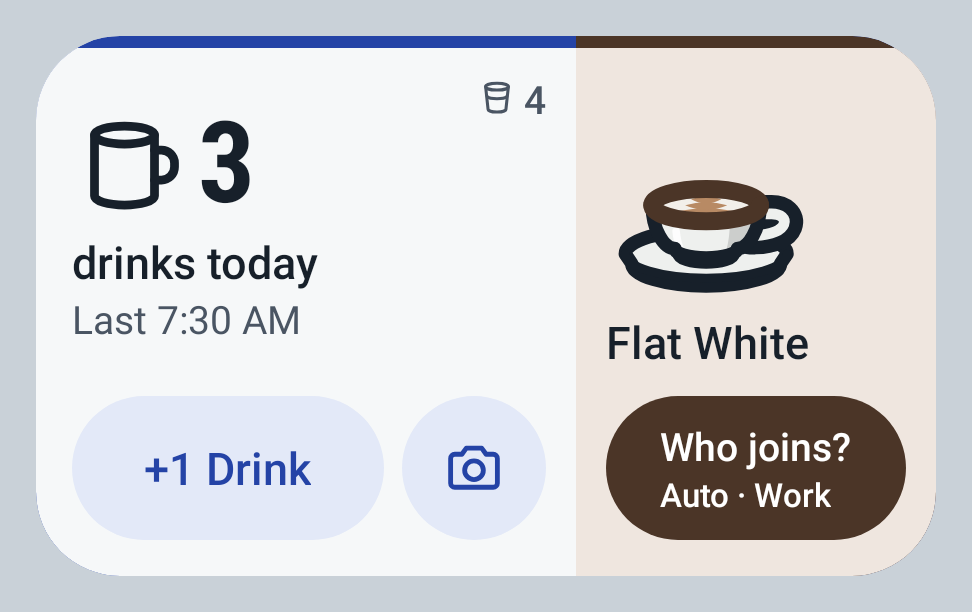 4
3
drinks today
Last 7:30 AM
+1 Drink
Flat White
Who joins?
Auto · Work